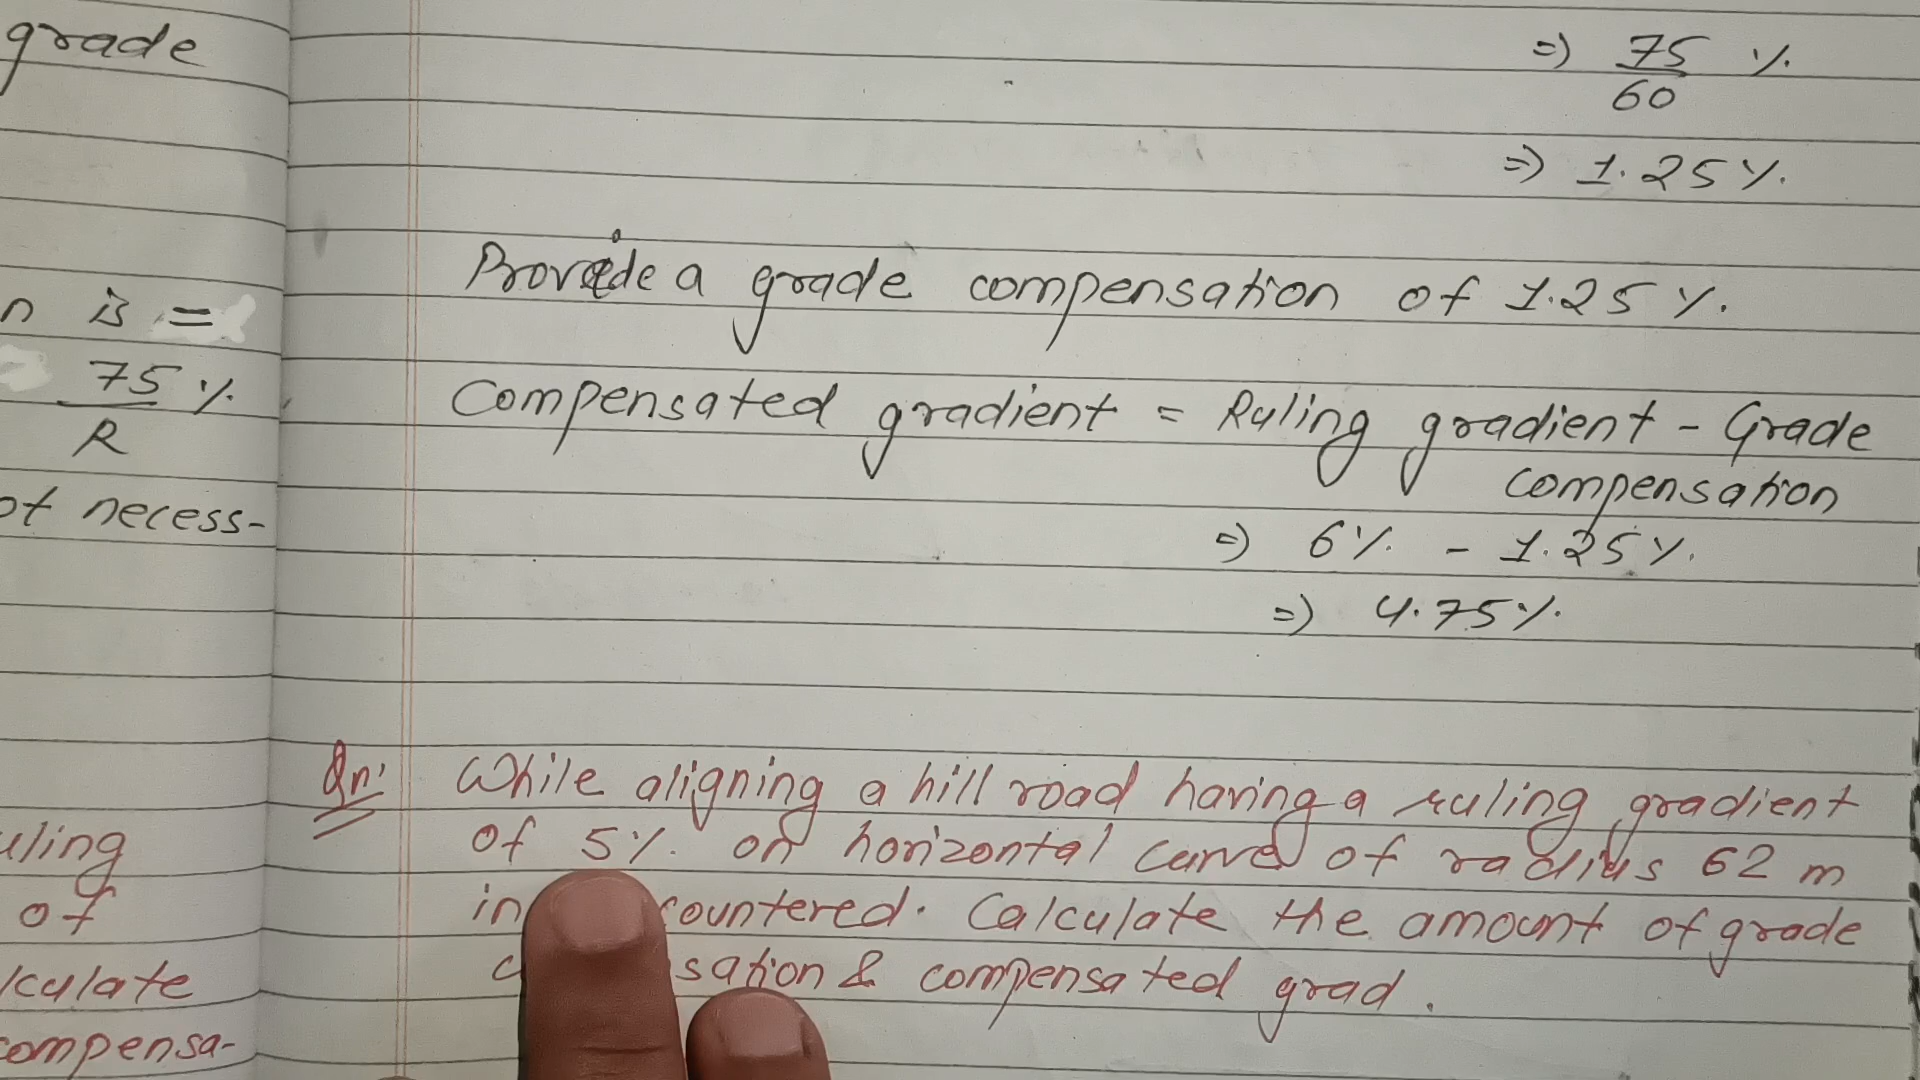 grade
n is =
75 %
R
ot necess-
uling
of
lculate
compensa-
=) 75 %
60
=) 1.25 %.
Provide a grade compensation of 1.25 %.
Compensated gradient = Ruling gradient - Grade
compensation
=) 6 % - 1.25 %.
=) 4.75 %.
Qn: While aligning a hill road having a ruling gradient
of 5 %. on horizontal curve of radius 62 m
in countered. Calculate the amount of grade
sation & compensated grad.